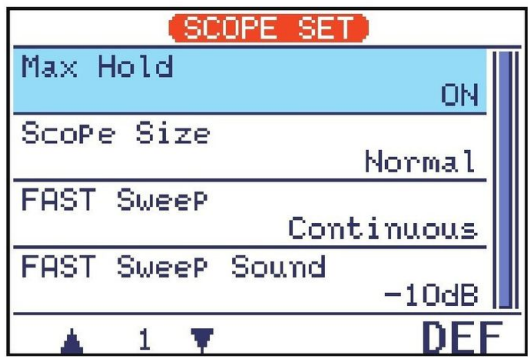 SCOPE SET
Max Hold
ON
Scope Size
Normal
FAST Sweep
Continuous
FAST Sweep Sound
-10dB
1
DEF